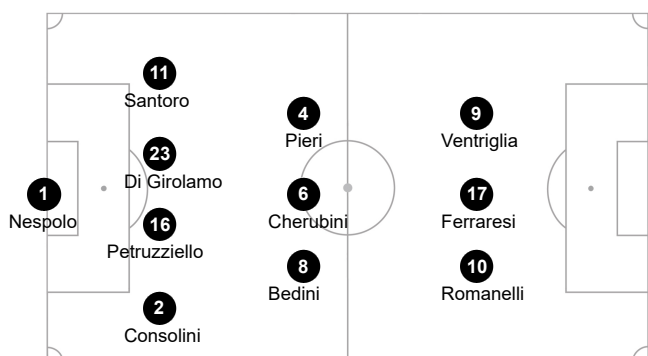 11
Santoro
4
Pieri
9
Ventriglia
23
Di Girolamo
1
Nespolo
6
Cherubini
17
Ferraresi
16
Petruzziello
8
Bedini
10
Romanelli
2
Consolini